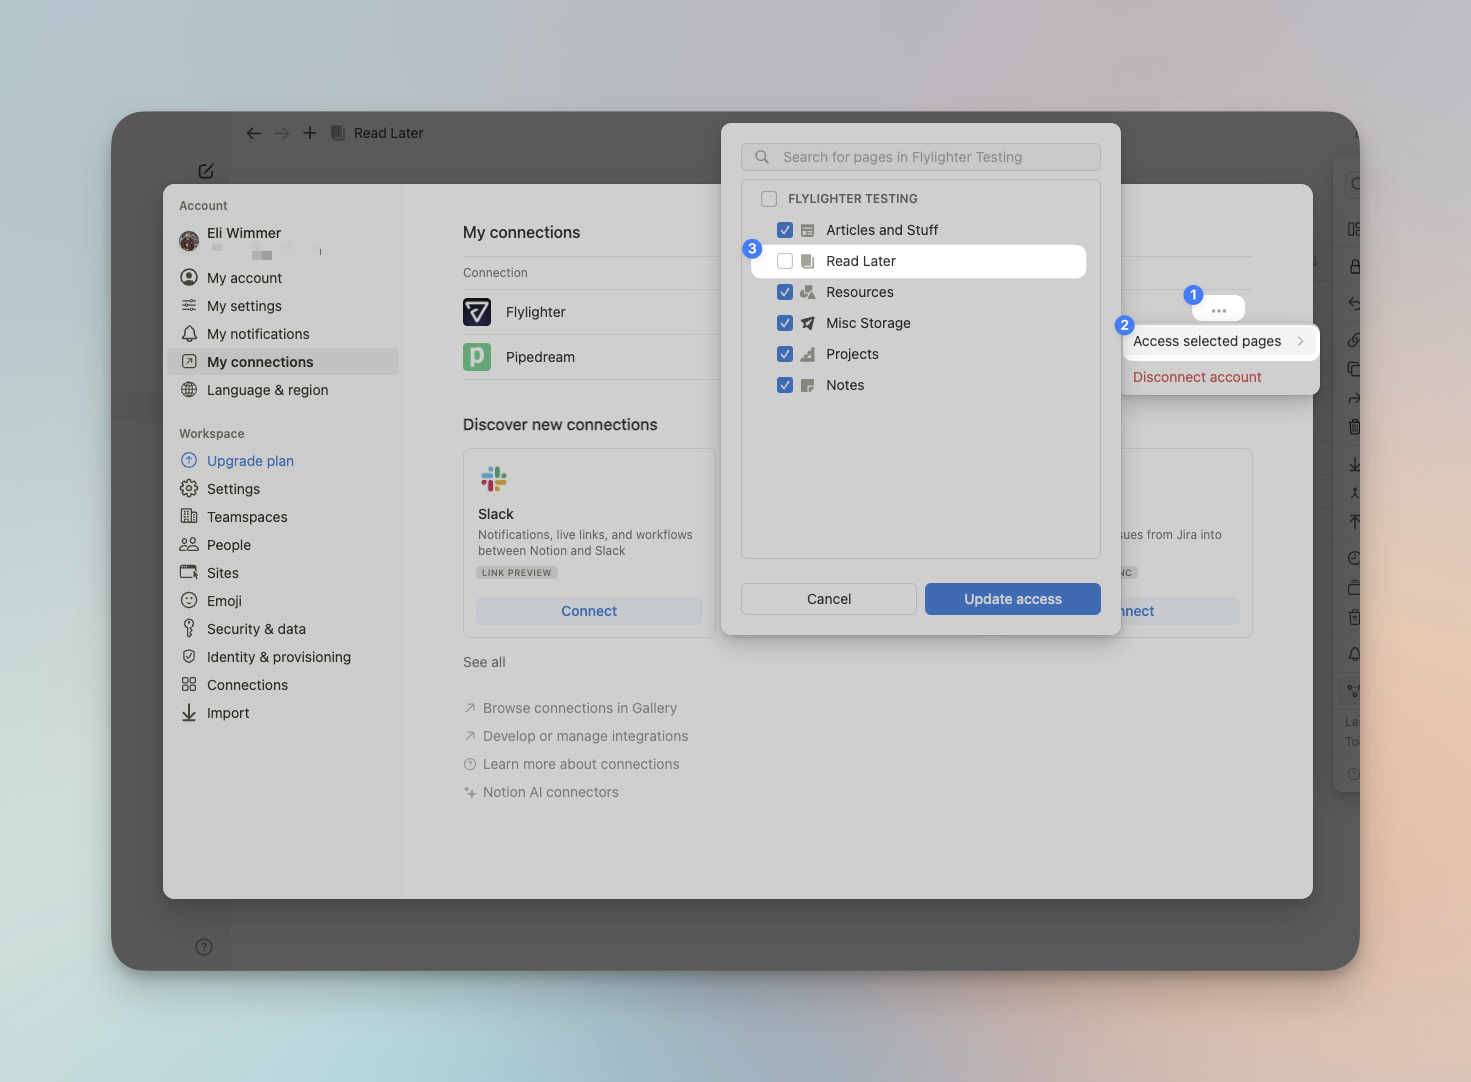 Read Later
Account
Eli Wimmer
My account
My settings
My notifications
My connections
Language & region
Workspace
Upgrade plan
Settings
Teamspaces
People
Sites
Emoji
Security & data
Identity & provisioning
Connections
Import
My connections
Connection
Flylighter
Pipedream
Discover new connections
Slack
Notifications, live links, and workflows
between Notion and Slack
LINK PREVIEW
Connect
See all
Browse connections in Gallery
Develop or manage integrations
Learn more about connections
Notion AI connectors
Search for pages in Flylighter Testing
FLYLIGHTER TESTING
Articles and Stuff
3
Read Later
Resources
Misc Storage
Projects
Notes
Cancel
Update access
1
2
Access selected pages
Disconnect account
from Jira into